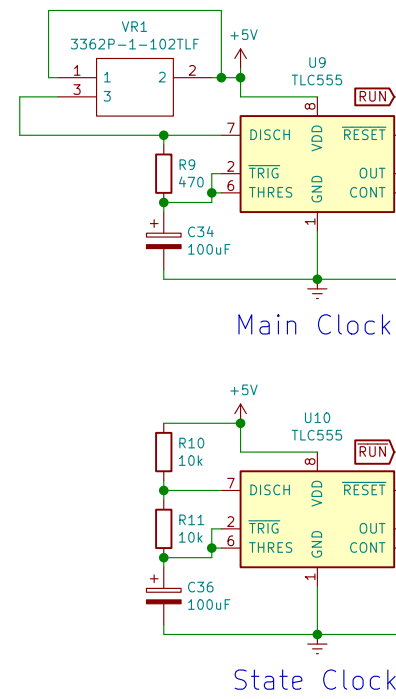 VR1
3362P-1-102TLF
+5V
1
1
2
2
3
3
U9
TLC555
8
RUN
7
DISCH
VDD
RESET
R9
470
2
TRIG
6
THRES
GND
OUT
CONT
1
+
C34
100uF
Main Clock
+5V
U10
TLC555
R10
10k
8
RUN
7
DISCH
VDD
RESET
R11
10k
2
TRIG
6
THRES
GND
OUT
CONT
1
+
C36
100uF
State Clock